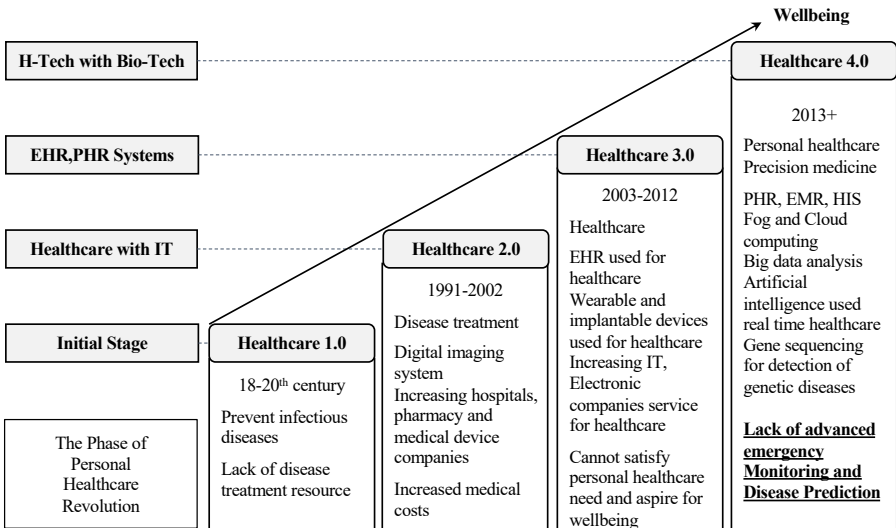 Wellbeing
H-Tech with Bio-Tech
Healthcare 4.0
2013+
Personal healthcare
Precision medicine
PHR, EMR, HIS
Fog and Cloud
computing
Big data analysis
Artificial
intelligence used
real time healthcare
Gene sequencing
for detection of
genetic diseases
Lack of advanced
emergency
Monitoring and
Disease Prediction
EHR,PHR Systems
Healthcare 3.0
2003-2012
Healthcare
EHR used for
healthcare
Wearable and
implantable devices
used for healthcare
Increasing IT,
Electronic
companies service
for healthcare
Cannot satisfy
personal healthcare
need and aspire for
wellbeing
Healthcare with IT
Healthcare 2.0
1991-2002
Disease treatment
Digital imaging
system
Increasing hospitals,
pharmacy and
medical device
companies
Increased medical
costs
Initial Stage
Healthcare 1.0
18-20th century
Prevent infectious
diseases
Lack of disease
treatment resource
The Phase of
Personal
Healthcare
Revolution